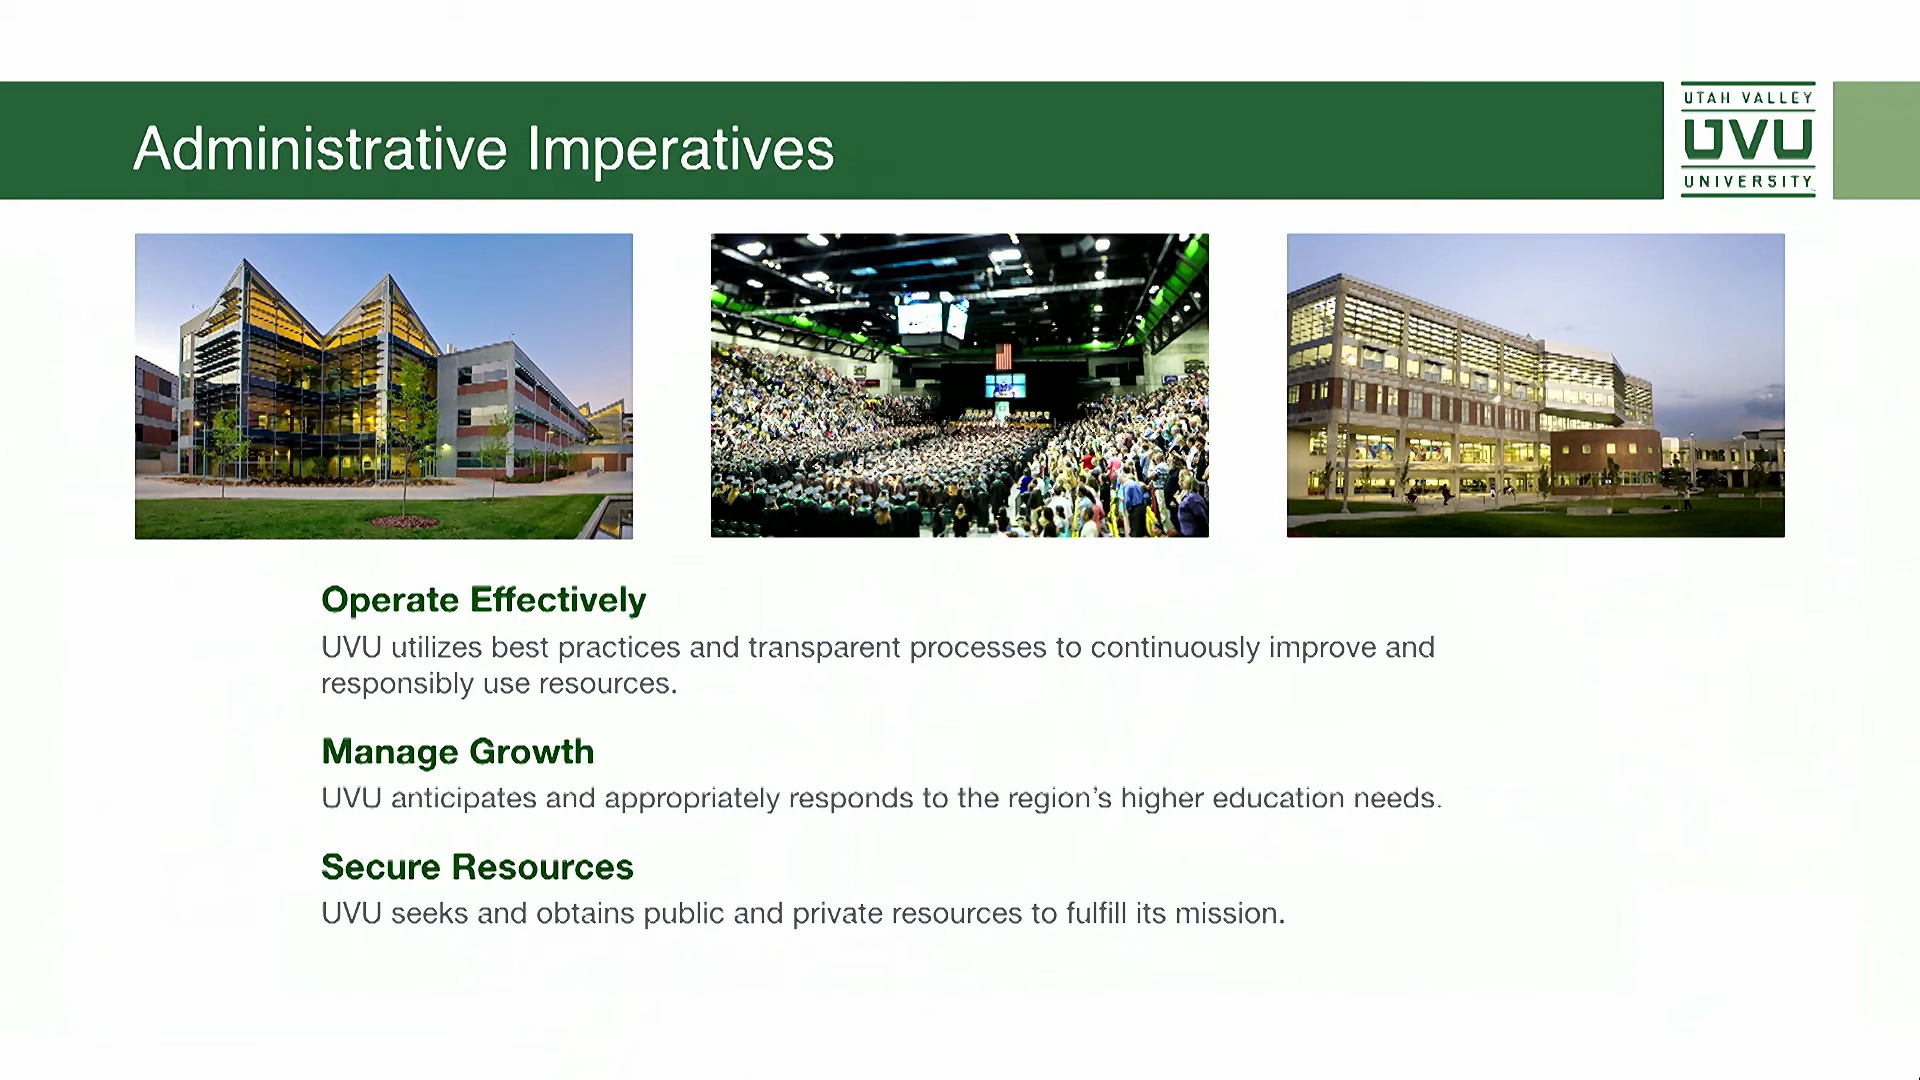 Administrative Imperatives
UTAH VALLEY
UVU
UNIVERSITY
Operate Effectively
UVU utilizes best practices and transparent processes to continuously improve and
responsibly use resources.
Manage Growth
UVU anticipates and appropriately responds to the region's higher education needs.
Secure Resources
UVU seeks and obtains public and private resources to fulfill its mission.